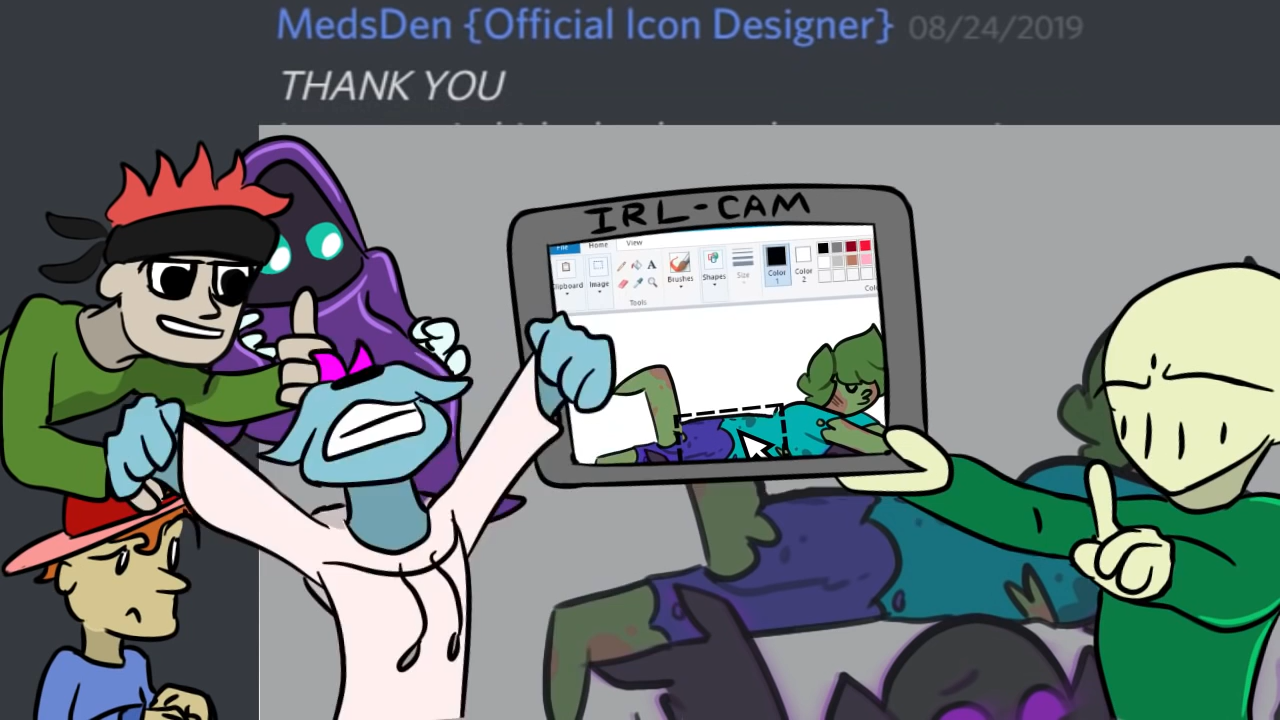 MedsDen {Official Icon Designer} 08/24/2019
THANK YOU
IRL-CAM
File Home View
Clipboard Image Tools Brushes Shapes Size Color 1 Color 2